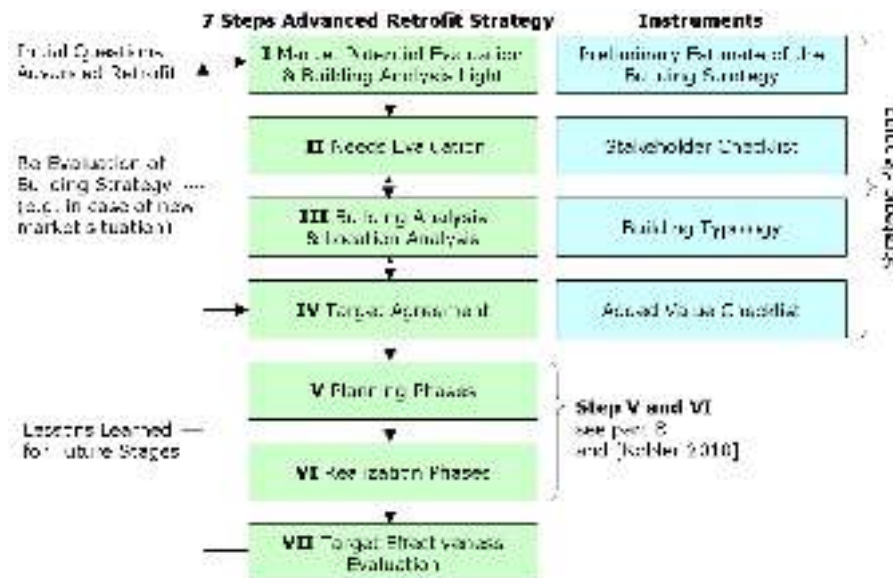 7 Steps Advanced Retrofit Strategy
Instruments
Initial Questions
Advanced Retrofit
I Market Potential Evaluation
& Building Analysis Light
Preliminary Estimate of the
Building Strategy
II Needs Evaluation
Stakeholder Checklist
Re Evaluation of
Building Strategy
(e.g. in case of new
market situation)
III Building Analysis
& Location Analysis
Building Typology
IV Target Agreement
Added Value Checklist
V Planning Phases
Step V and VI
see part B
and 2010]
Lessons Learned
for Future Stages
VI Realization Phases
VII Target Effectiveness
Evaluation